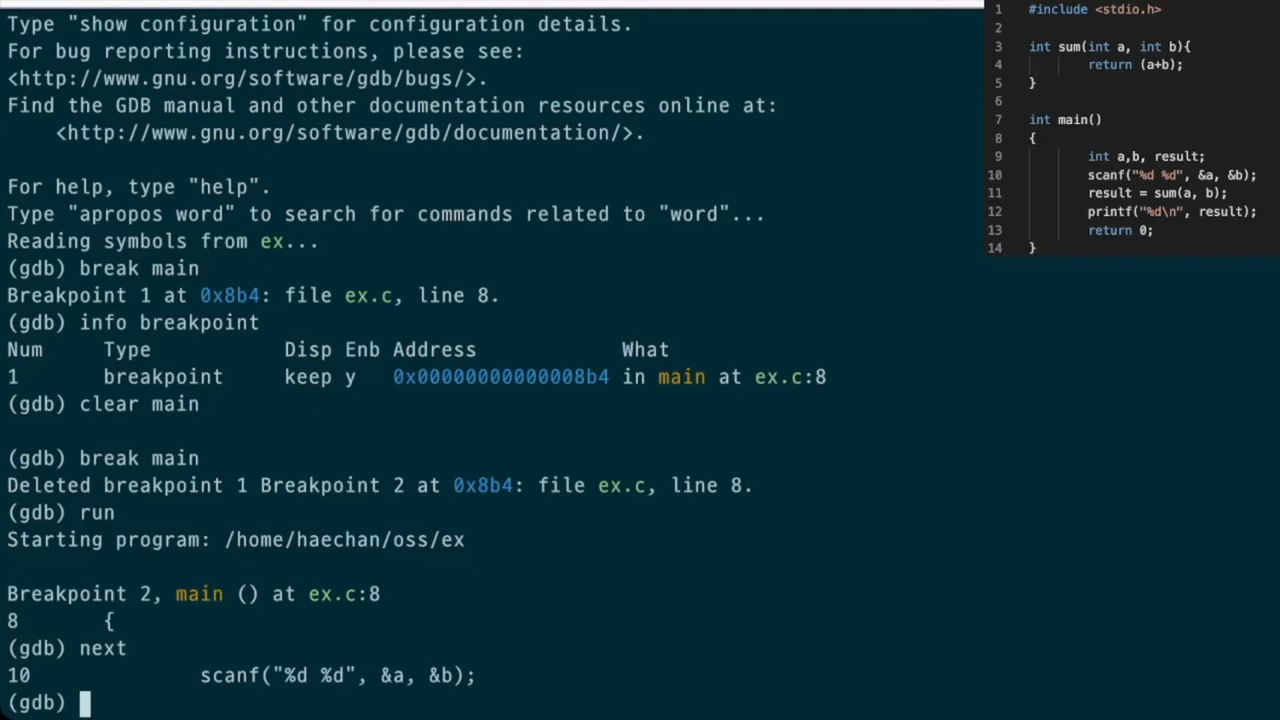 Type "show configuration" for configuration details.
For bug reporting instructions, please see:
<http://www.gnu.org/software/gdb/bugs/>.
Find the GDB manual and other documentation resources online at:
    <http://www.gnu.org/software/gdb/documentation/>.

For help, type "help".
Type "apropos word" to search for commands related to "word"...
Reading symbols from ex...
(gdb) break main
Breakpoint 1 at 0x8b4: file ex.c, line 8.
(gdb) info breakpoint
Num     Type           Disp Enb Address            What
1       breakpoint     keep y   0x00000000000008b4 in main at ex.c:8
(gdb) clear main

(gdb) break main
Deleted breakpoint 1 Breakpoint 2 at 0x8b4: file ex.c, line 8.
(gdb) run
Starting program: /home/haechan/oss/ex

Breakpoint 2, main () at ex.c:8
8       {
(gdb) next
10              scanf("%d %d", &a, &b);
(gdb)
1 #include <stdio.h>
2
3 int sum(int a, int b){
4         return (a+b);
5 }
6
7 int main()
8 {
9         int a,b, result;
10         scanf("%d %d", &a, &b);
11         result = sum(a, b);
12         printf("%d\n", result);
13         return 0;
14 }